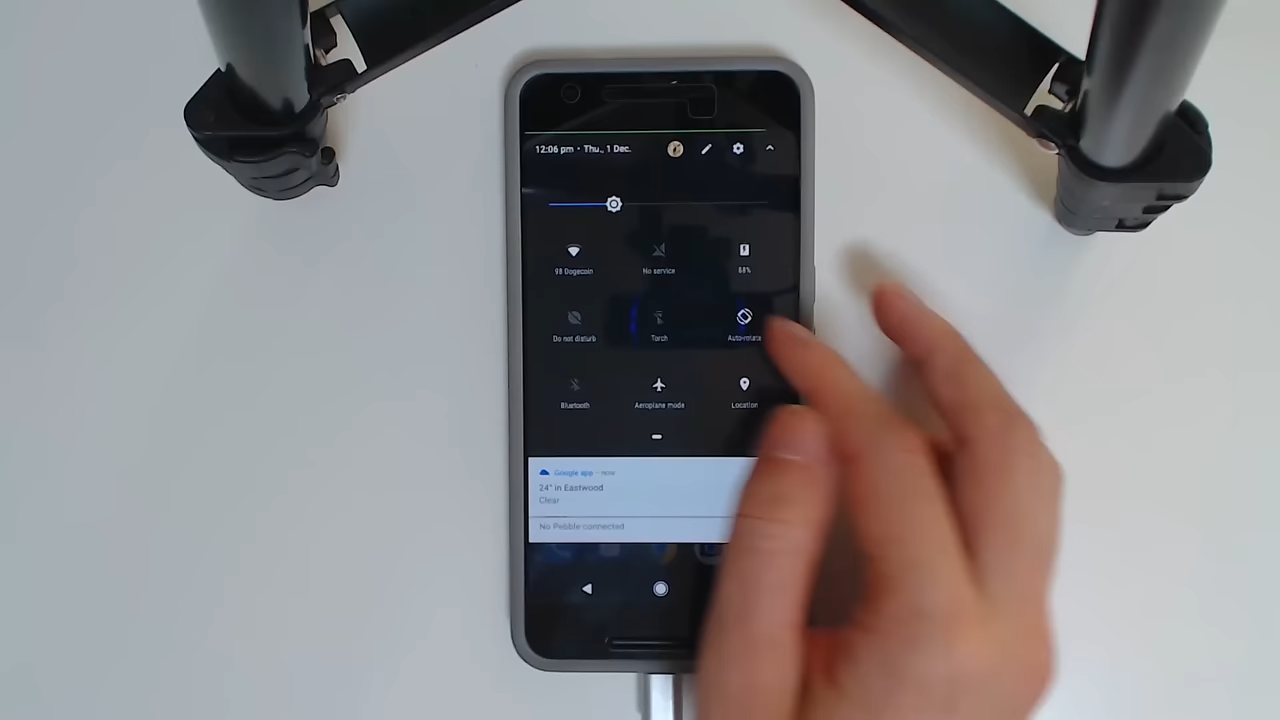 12:06 pm • Thu., 1 Dec.
98 Dogecoin
No service
88%
Do not disturb
Torch
Auto-rotate
Bluetooth
Aeroplane mode
Location
Google app • now
24° in Eastwood
Clear
No Pebble connected